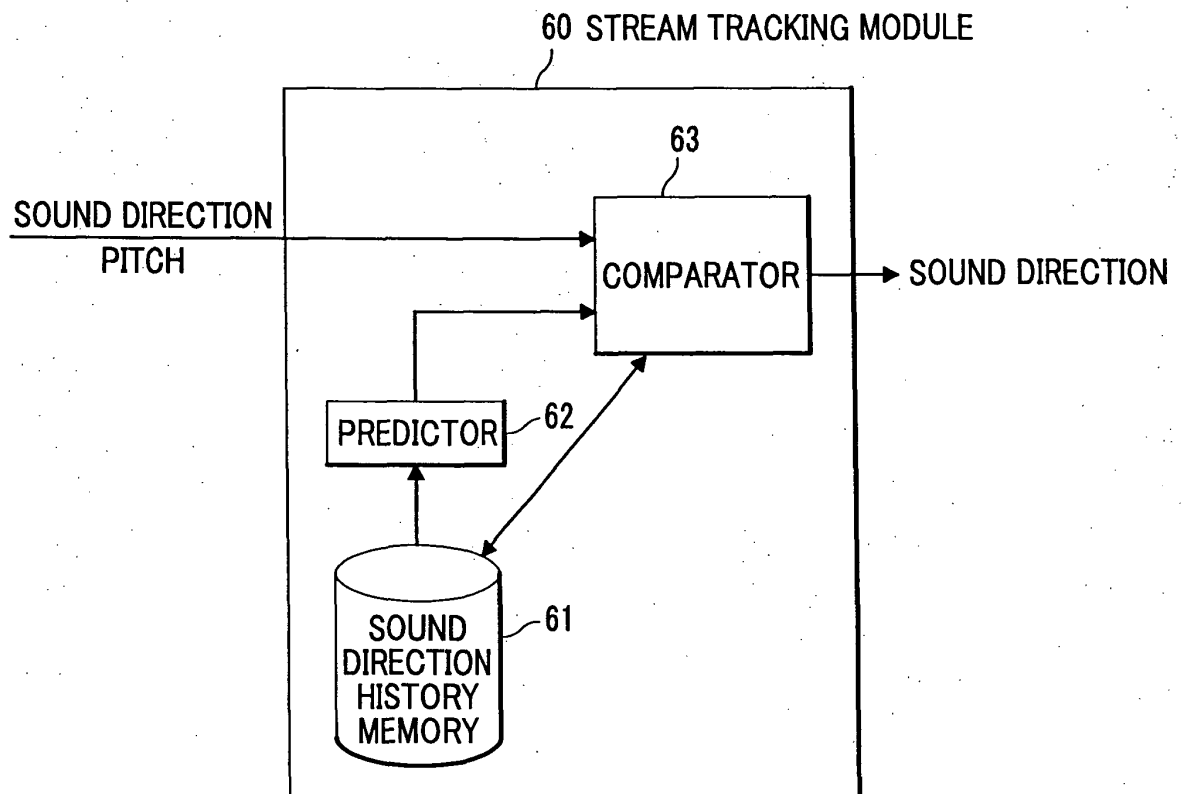 60 STREAM TRACKING MODULE
63
SOUND DIRECTION
PITCH
COMPARATOR
SOUND DIRECTION
PREDICTOR
62
61
SOUND
DIRECTION
HISTORY
MEMORY